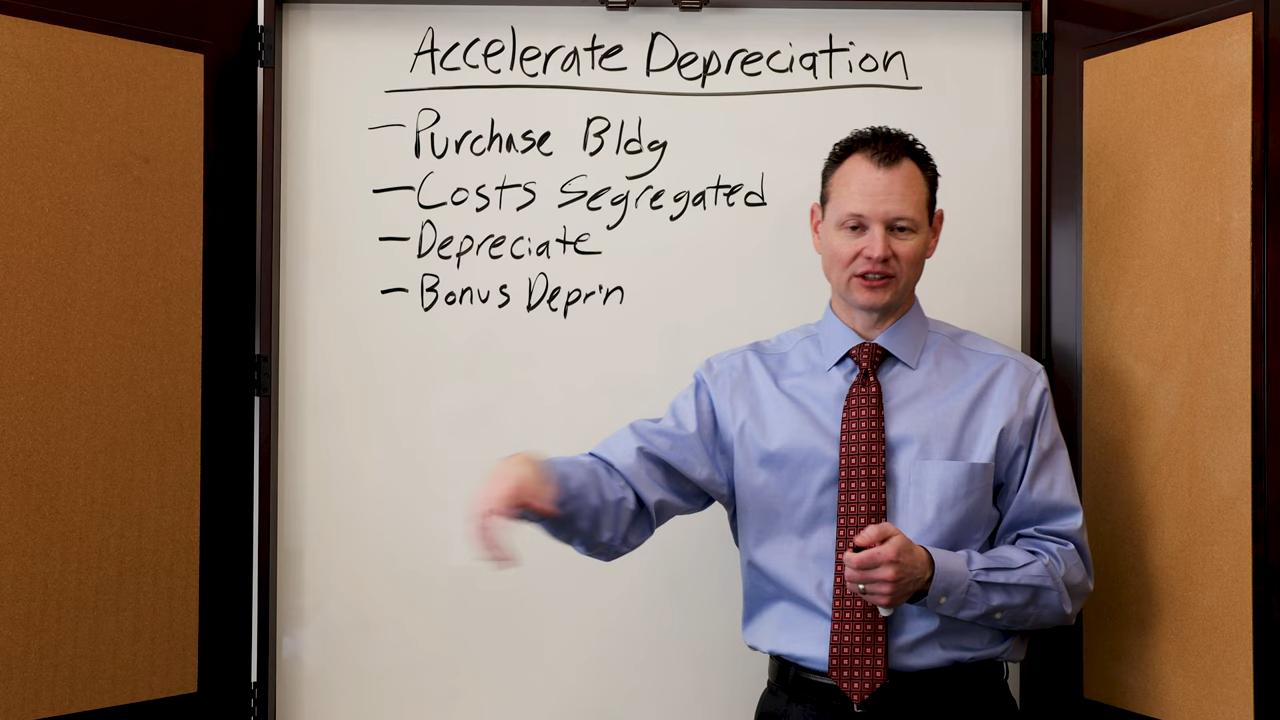 Accelerate Depreciation
- Purchase Bldg
- Costs Segregated
- Depreciate
- Bonus Depr'n